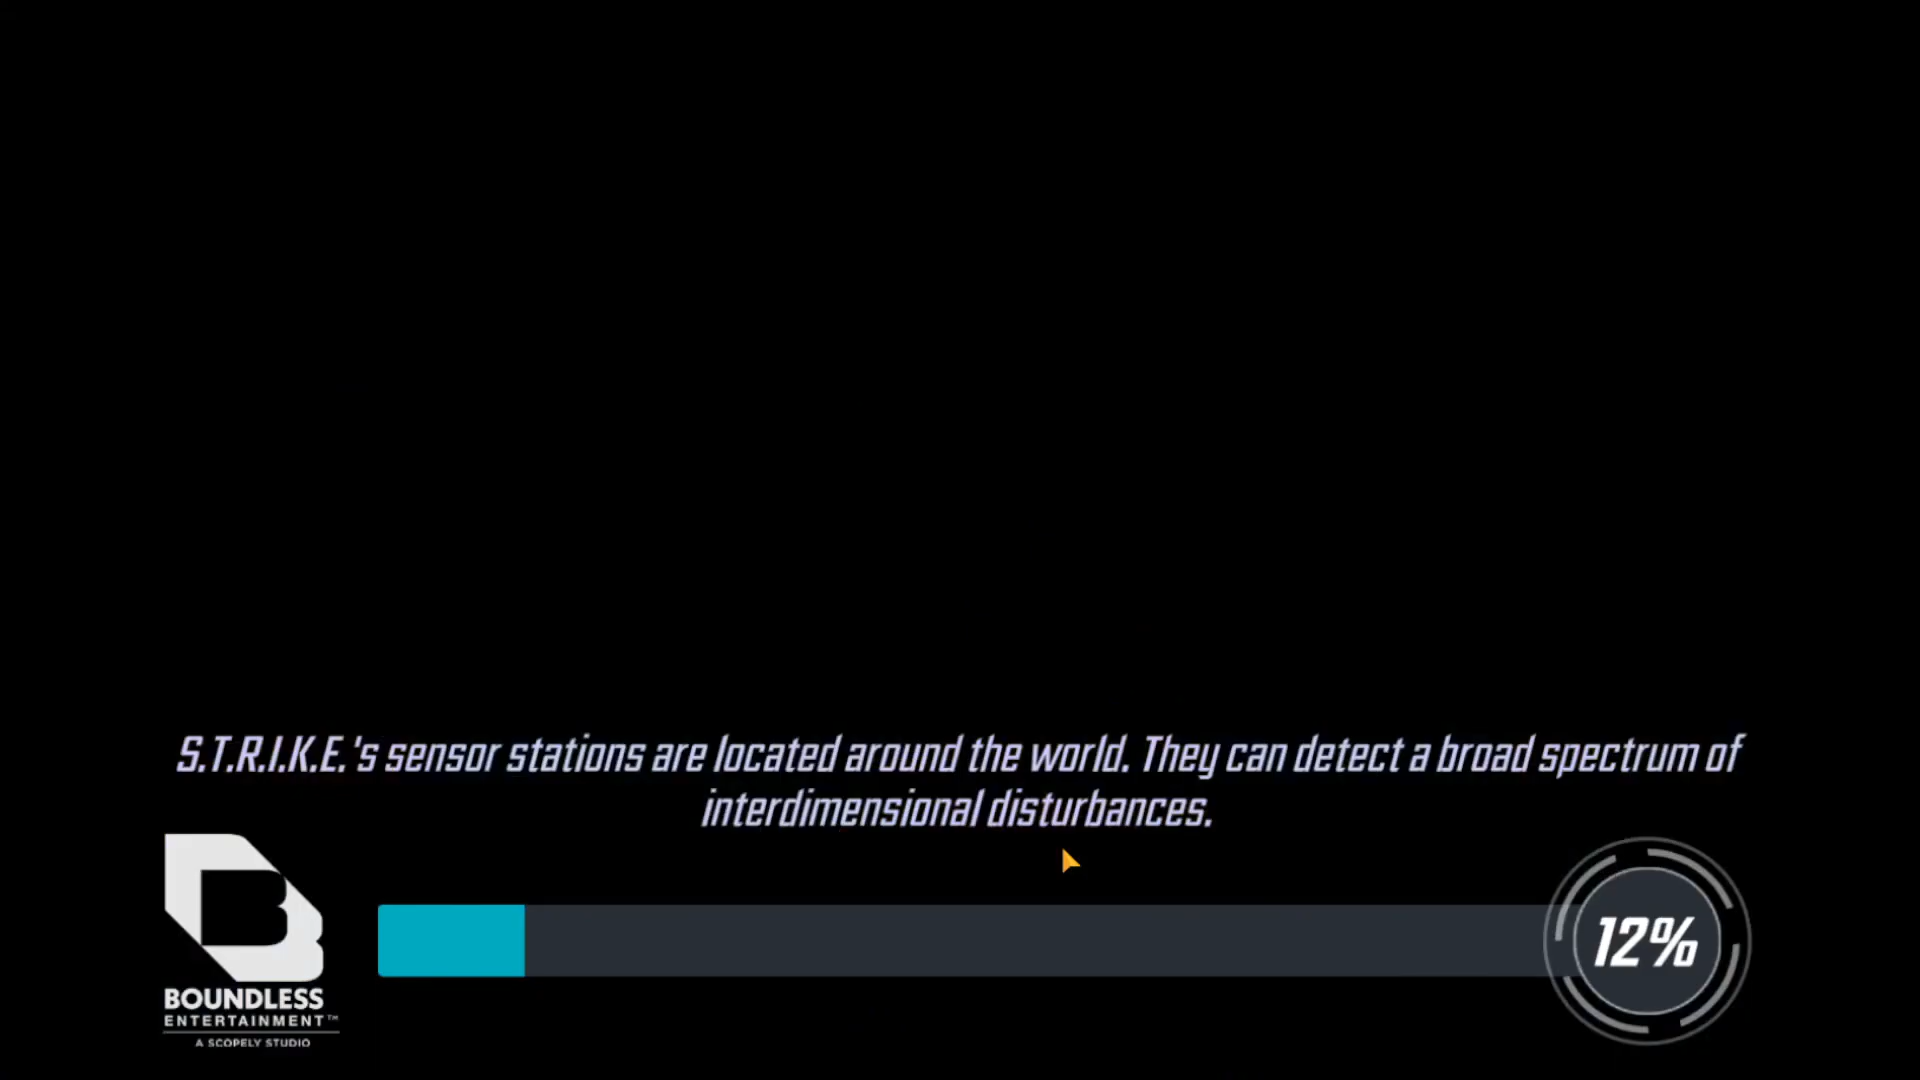 S.T.R.I.K.E.'s sensor stations are located around the world. They can detect a broad spectrum of
interdimensional disturbances.
BOUNDLESS
ENTERTAINMENT™
A SCOPELY STUDIO
12%